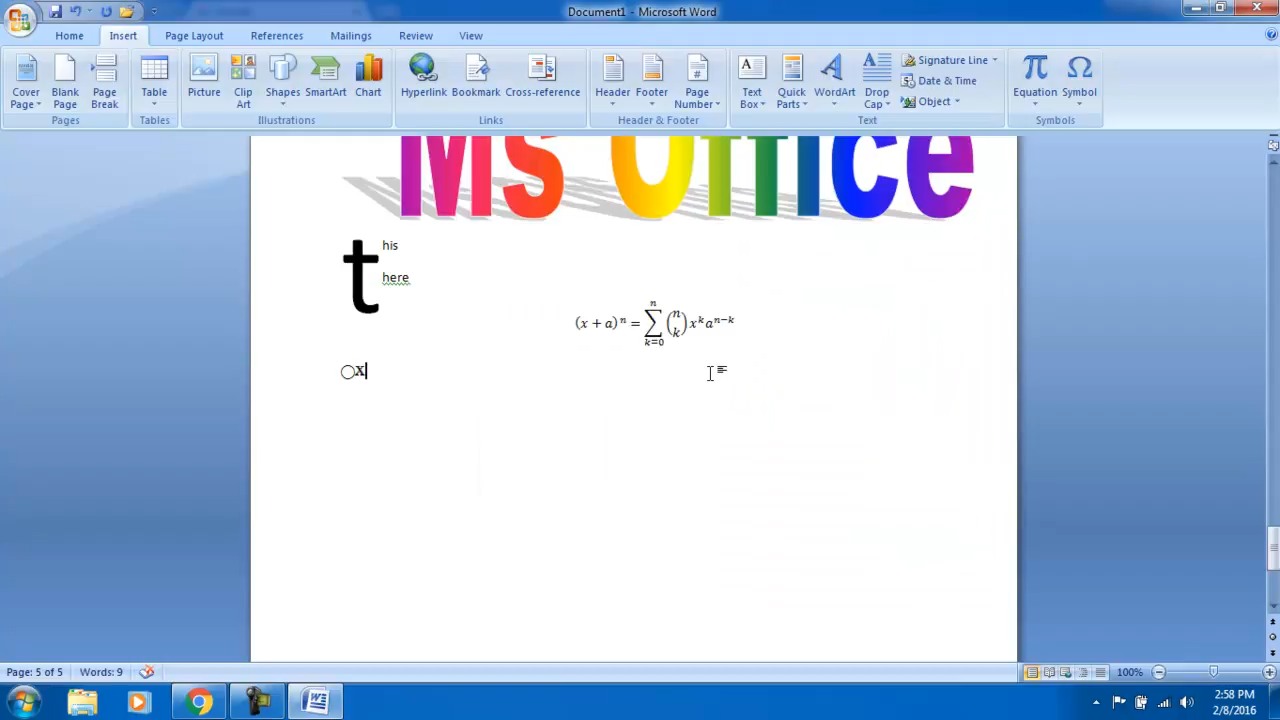 Document1 - Microsoft Word
Home Insert Page Layout References Mailings Review View
Cover Page Blank Page Page Break Table Picture Clip Art Shapes SmartArt Chart Hyperlink Bookmark Cross-reference Header Footer Page Number Text Box Quick Parts WordArt Drop Cap Signature Line Date & Time Object Equation Symbol
Pages Tables Illustrations Links Header & Footer Text Symbols
Ms Office
this
here
(x + a)^n = ∑_{k=0}^{n} (n k) x^k a^{n−k}
○x
Page: 5 of 5 Words: 9 100%
2:58 PM
2/8/2016